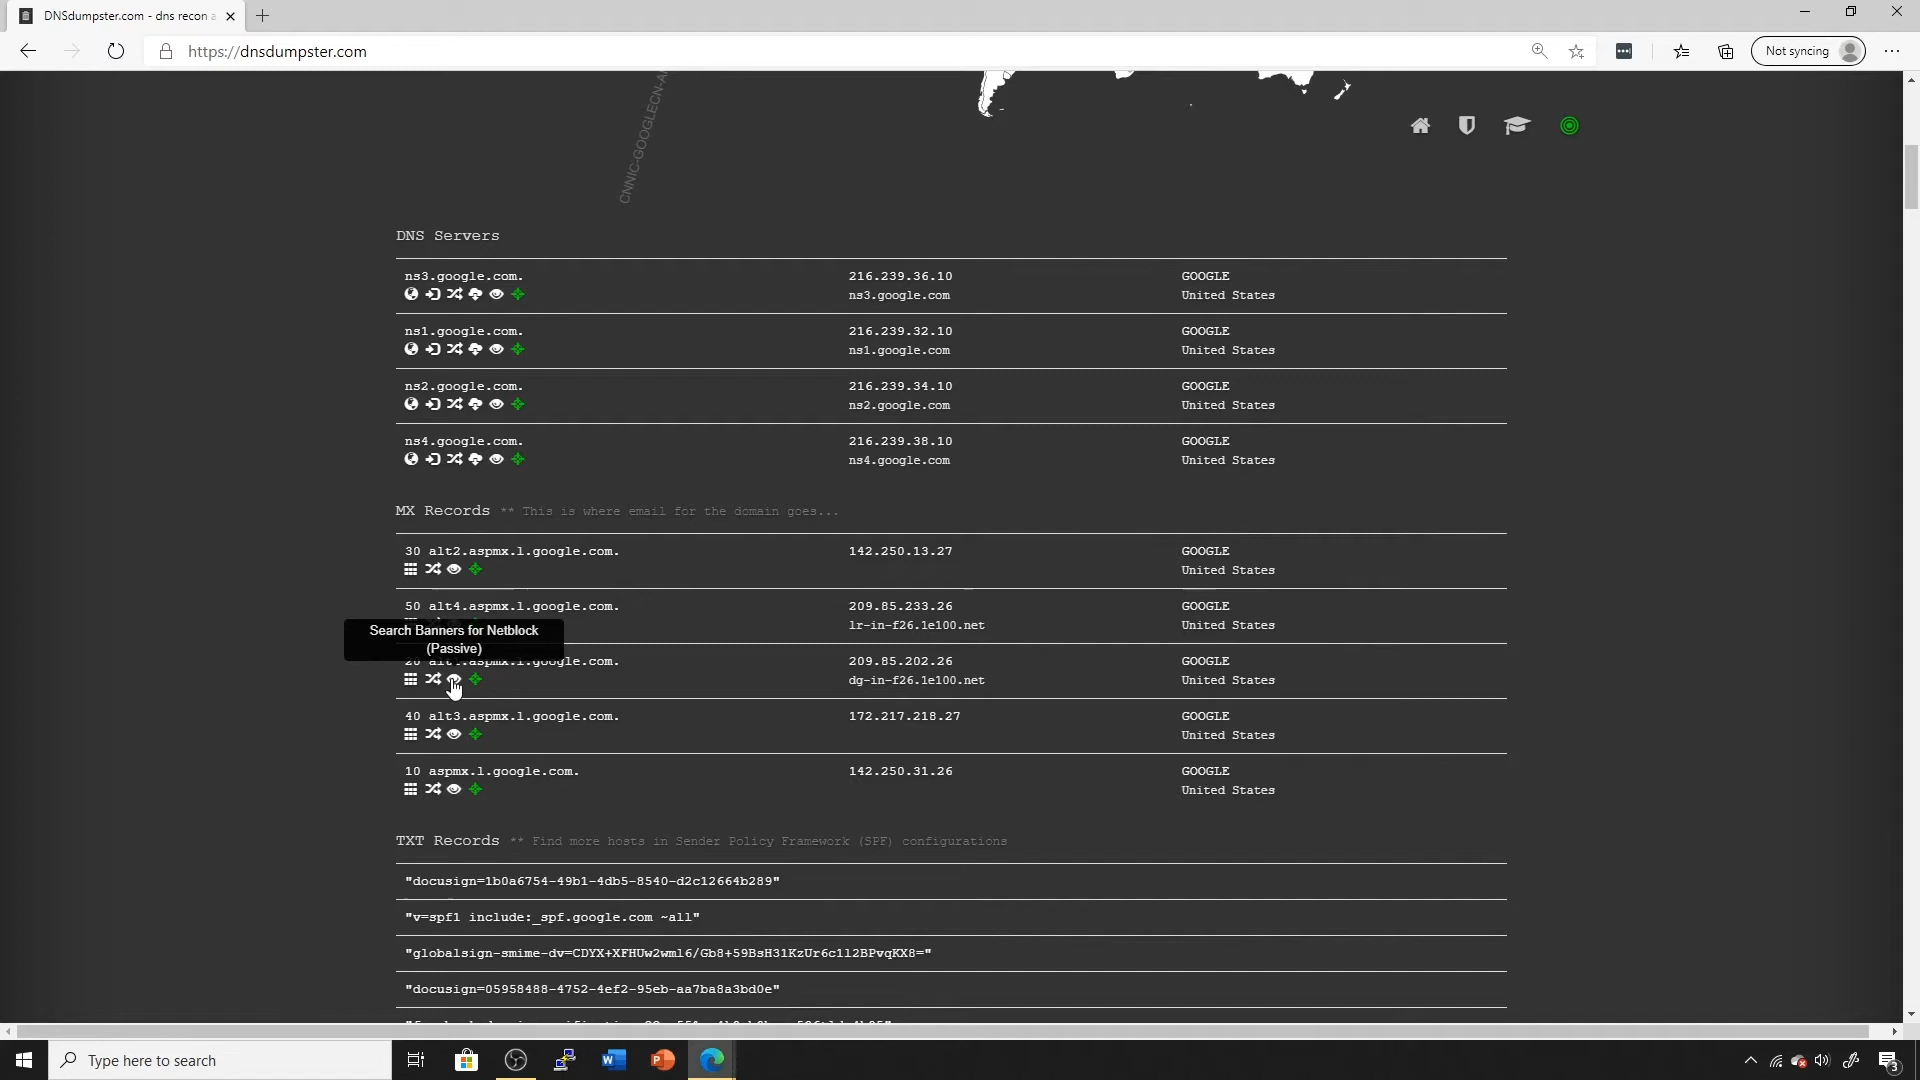 DNSdumpster.com - dns recon a
https://dnsdumpster.com
Not syncing
CNNIC-GOOGLECN-A
DNS Servers
ns3.google.com. 216.239.36.10 GOOGLE
ns3.google.com United States
ns1.google.com. 216.239.32.10 GOOGLE
ns1.google.com United States
ns2.google.com. 216.239.34.10 GOOGLE
ns2.google.com United States
ns4.google.com. 216.239.38.10 GOOGLE
ns4.google.com United States
MX Records ** This is where email for the domain goes...
30 alt2.aspmx.l.google.com. 142.250.13.27 GOOGLE
United States
50 alt4.aspmx.l.google.com. 209.85.233.26 GOOGLE
lr-in-f26.1e100.net United States
Search Banners for Netblock
(Passive)
20 aspmx.l.google.com. 209.85.202.26 GOOGLE
dg-in-f26.1e100.net United States
40 alt3.aspmx.l.google.com. 172.217.218.27 GOOGLE
United States
10 aspmx.l.google.com. 142.250.31.26 GOOGLE
United States
TXT Records ** Find more hosts in Sender Policy Framework (SPF) configurations
"docusign=1b0a6754-49b1-4db5-8540-d2c12664b289"
"v=spf1 include:_spf.google.com ~all"
"globalsign-smime-dv=CDYX+XFHUw2wml6/Gb8+59BsH31KzUr6c1l2BPvqKX8="
"docusign=05958488-4752-4ef2-95eb-aa7ba8a3bd0e"
Type here to search
3